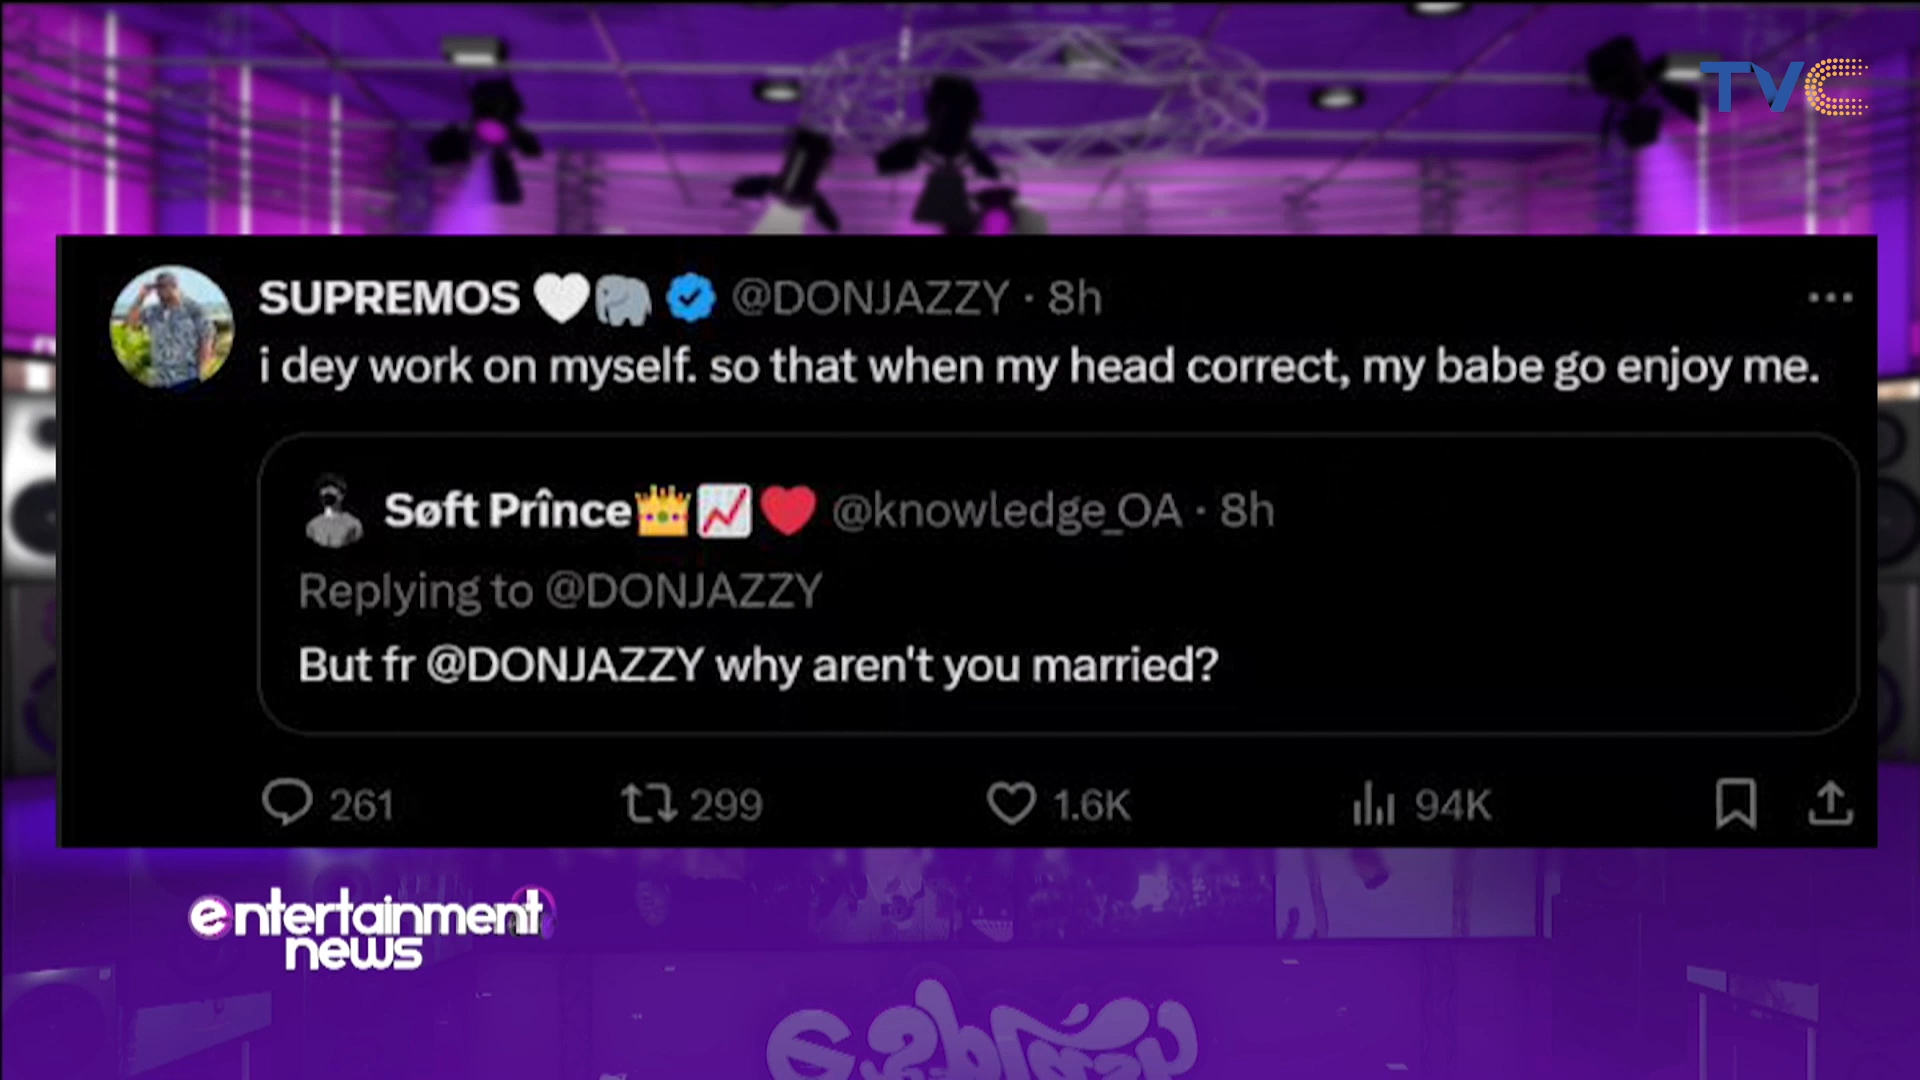 TVC
SUPREMOS 🤍🐘 @DONJAZZY · 8h
i dey work on myself. so that when my head correct, my babe go enjoy me.
Søft Prînce👑📈❤️ @knowledge_OA · 8h
Replying to @DONJAZZY
But fr @DONJAZZY why aren't you married?
261 299 1.6K 94K
entertainment
news